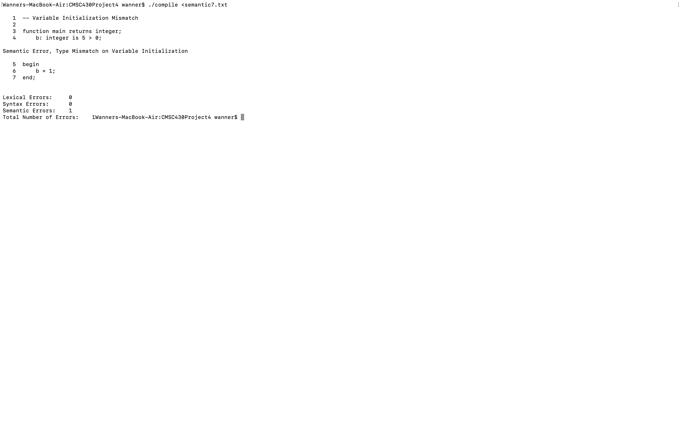 Wanners-MacBook-Air:CMSC430Project4 wanner$ ./compile <semantic7.txt
1 -- Variable Initialization Mismatch
2
3 function main returns integer;
4 b: integer is 5 > 0;
Semantic Error, Type Mismatch on Variable Initialization
5 begin
6 b + 1;
7 end;
Lexical Errors: 0
Syntax Errors: 0
Semantic Errors: 1
Total Number of Errors: 1Wanners-MacBook-Air:CMSC430Project4 wanner$